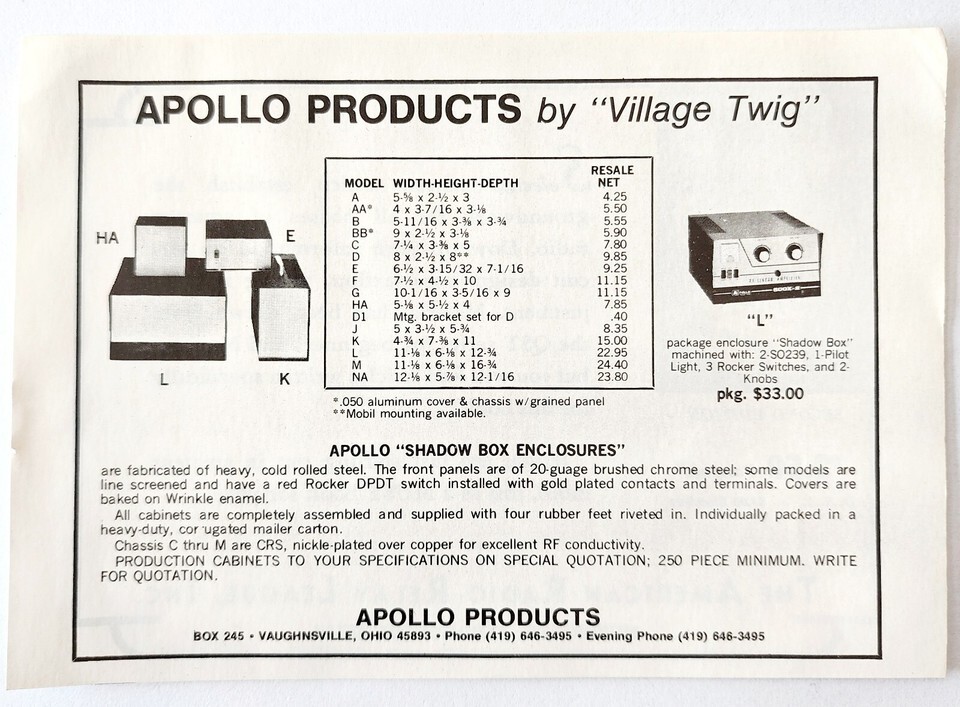 APOLLO PRODUCTS by "Village Twig"
MODEL WIDTH-HEIGHT-DEPTH RESALE NET
A 5-⅝ x 2-½ x 3 4.25
AA* 4 x 3-7/16 x 3-⅛ 5.50
B 5-11/16 x 3-⅜ x 3-¾ 5.55
BB* 9 x 2-½ x 3-⅛ 5.90
C 7-¼ x 3-⅜ x 5 7.80
D 8 x 2-½ x 8** 9.85
E 6-½ x 3-15/32 x 7-1/16 9.25
F 7-½ x 4-½ x 10 11.15
G 10-1/16 x 3-5/16 x 9 11.15
HA 5-⅛ x 5-½ x 4 7.85
D1 Mtg. bracket set for D .40
J 5 x 3-½ x 5-¾ 8.35
K 4-¾ x 7-⅜ x 11 15.00
L 11-⅛ x 6-⅛ x 12-¾ 22.95
M 11-⅛ x 6-⅛ x 16-¾ 24.40
NA 12-⅛ x 5-⅞ x 12-1/16 23.80
*.050 aluminum cover & chassis w/grained panel
**Mobil mounting available.
HA
E
L
K
"L"
package enclosure "Shadow Box"
machined with: 2-SO239, 1-Pilot
Light, 3 Rocker Switches, and 2-
Knobs
pkg. $33.00
APOLLO "SHADOW BOX ENCLOSURES"
are fabricated of heavy, cold rolled steel. The front panels are of 20-guage brushed chrome steel; some models are
line screened and have a red Rocker DPDT switch installed with gold plated contacts and terminals. Covers are
baked on Wrinkle enamel.
All cabinets are completely assembled and supplied with four rubber feet riveted in. Individually packed in a
heavy-duty, cor ugated mailer carton.
Chassis C thru M are CRS, nickle-plated over copper for excellent RF conductivity.
PRODUCTION CABINETS TO YOUR SPECIFICATIONS ON SPECIAL QUOTATION; 250 PIECE MINIMUM. WRITE
FOR QUOTATION.
APOLLO PRODUCTS
BOX 245 • VAUGHNSVILLE, OHIO 45893 • Phone (419) 646-3495 • Evening Phone (419) 646-3495